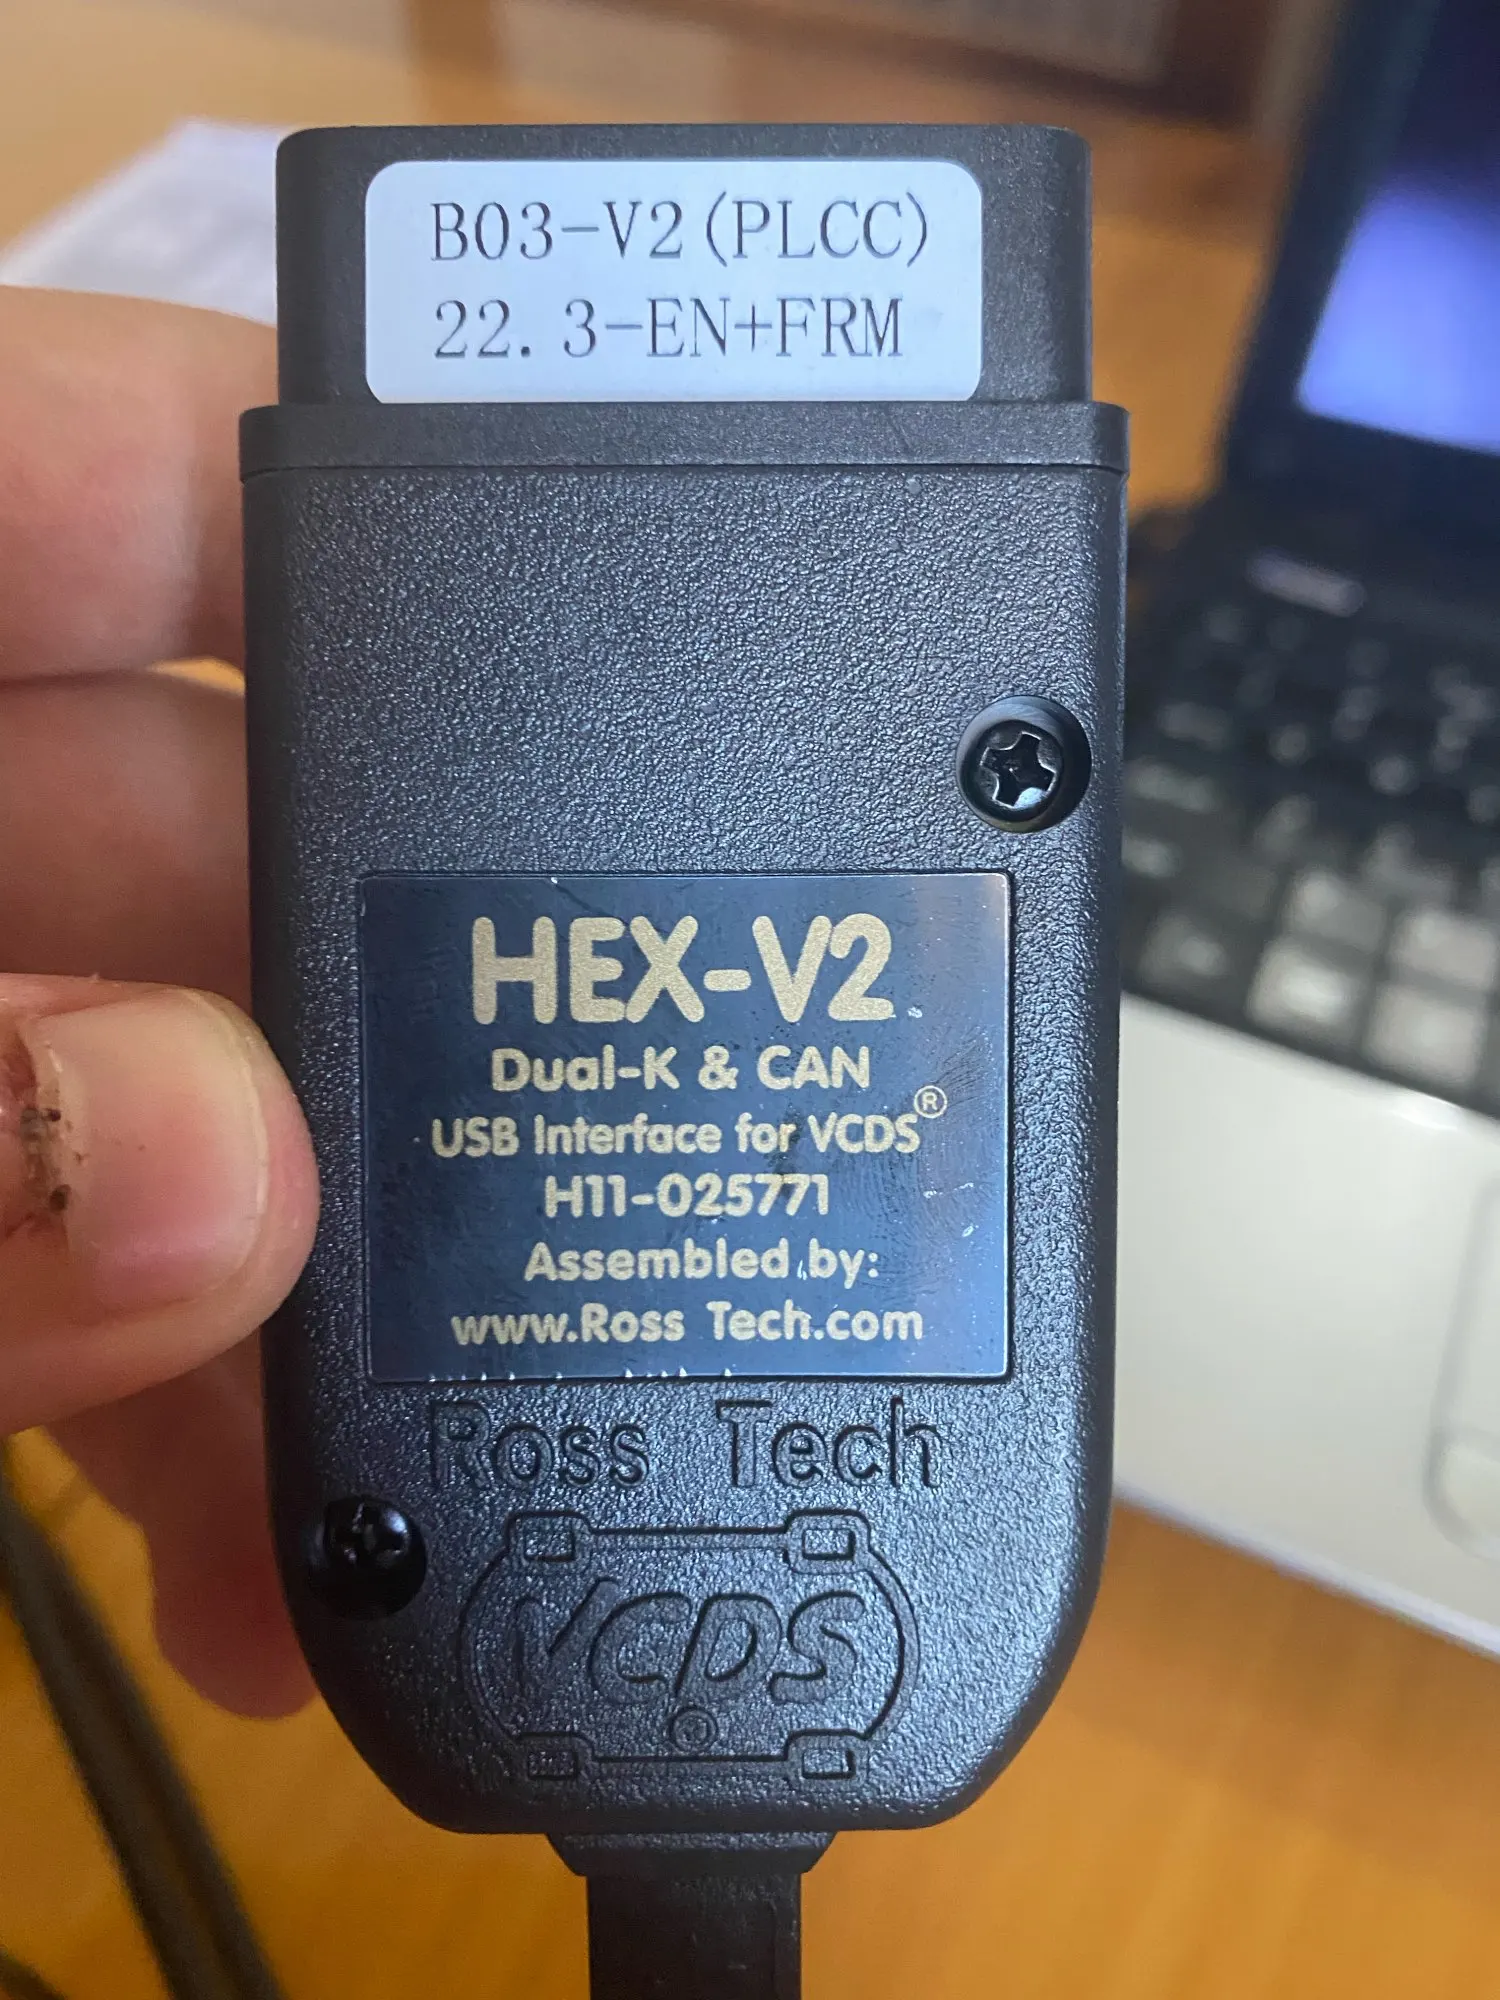 B03-V2(PLCC)
22.3-EN+FRM
HEX-V2
Dual-K & CAN
USB Interface for VCDS®
H11-025771
Assembled by:
www.Ross Tech.com
Ross Tech
VCDS
®